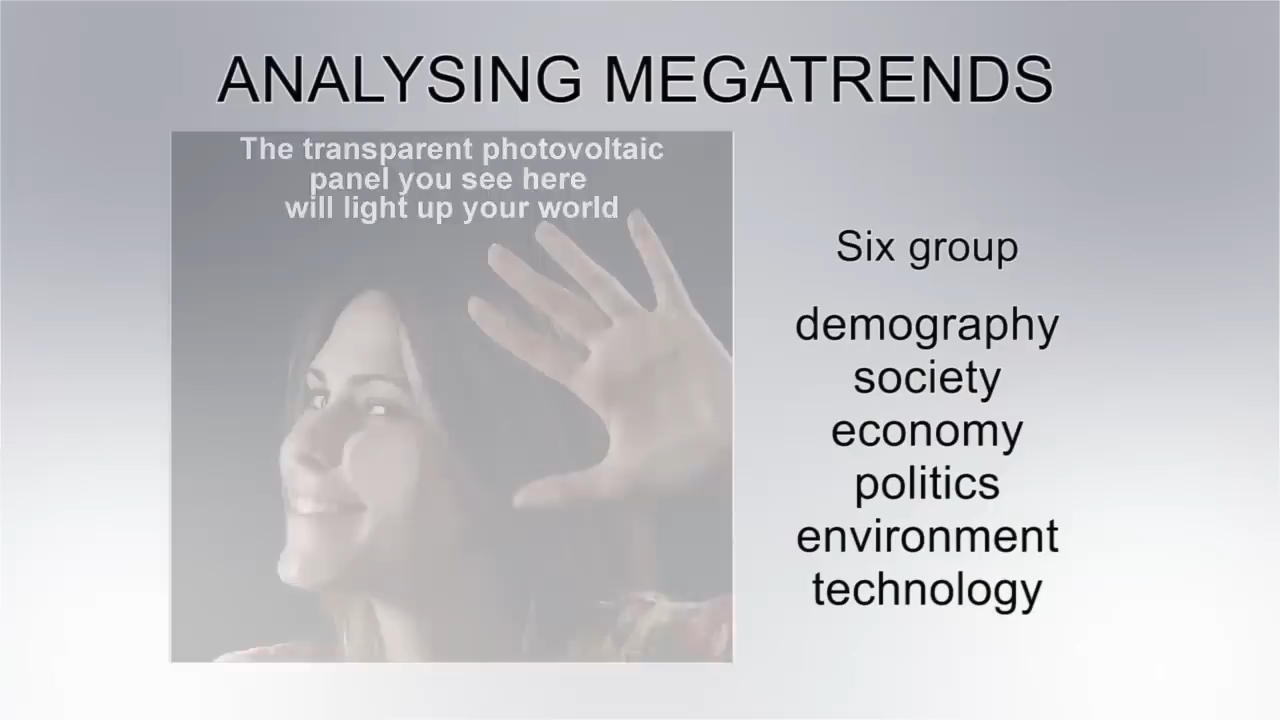 ANALYSING MEGATRENDS
The transparent photovoltaic
panel you see here
will light up your world
Six group
demography
society
economy
politics
environment
technology